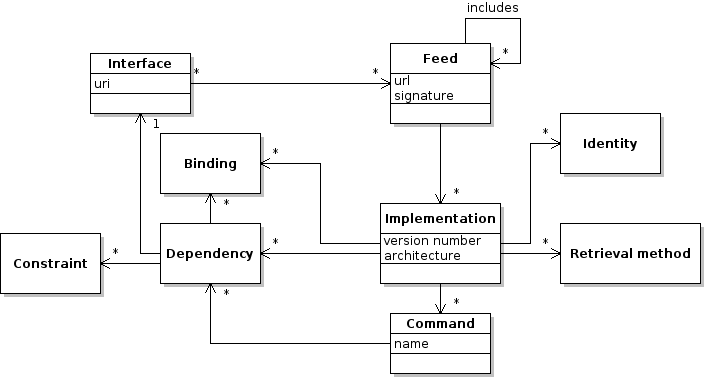 includes
Interface
uri
*
*
Feed
*
url
signature
1
Binding
*
*
*
Identity
*
Implementation
version number
architecture
*
Dependency
*
*
Retrieval method
Constraint
*
*
*
Command
name